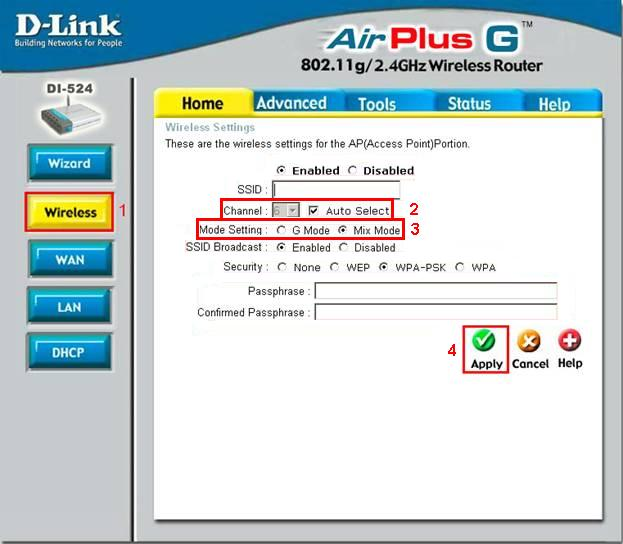 D-Link
Building Networks for People
AirPlus G™
802.11g/2.4GHz Wireless Router
DI-524
Home Advanced Tools Status Help
Wizard
Wireless 1
WAN
LAN
DHCP
Wireless Settings
These are the wireless settings for the AP(Access Point)Portion.
Enabled Disabled
SSID :
Channel : 6 Auto Select 2
Mode Setting : G Mode Mix Mode 3
SSID Broadcast : Enabled Disabled
Security : None WEP WPA-PSK WPA
Passphrase :
Confirmed Passphrase :
4 Apply Cancel Help